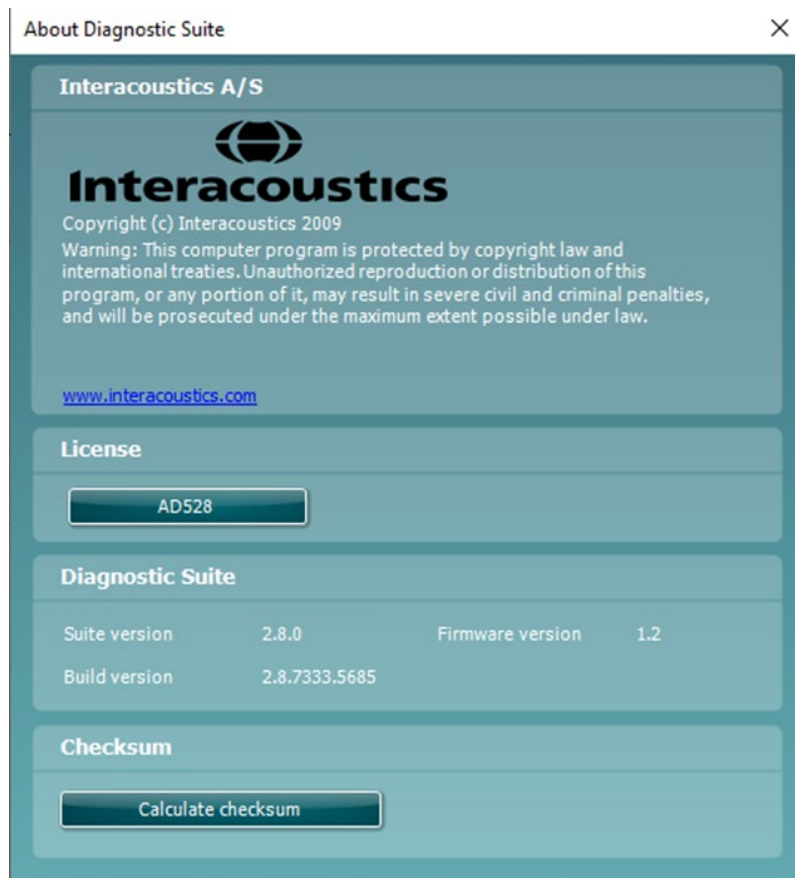 About Diagnostic Suite
Interacoustics A/S
Interacoustics
Copyright (c) Interacoustics 2009
Warning: This computer program is protected by copyright law and
international treaties. Unauthorized reproduction or distribution of this
program, or any portion of it, may result in severe civil and criminal penalties,
and will be prosecuted under the maximum extent possible under law.
www.interacoustics.com
License
AD528
Diagnostic Suite
Suite version 2.8.0 Firmware version 1.2
Build version 2.8.7333.5685
Checksum
Calculate checksum